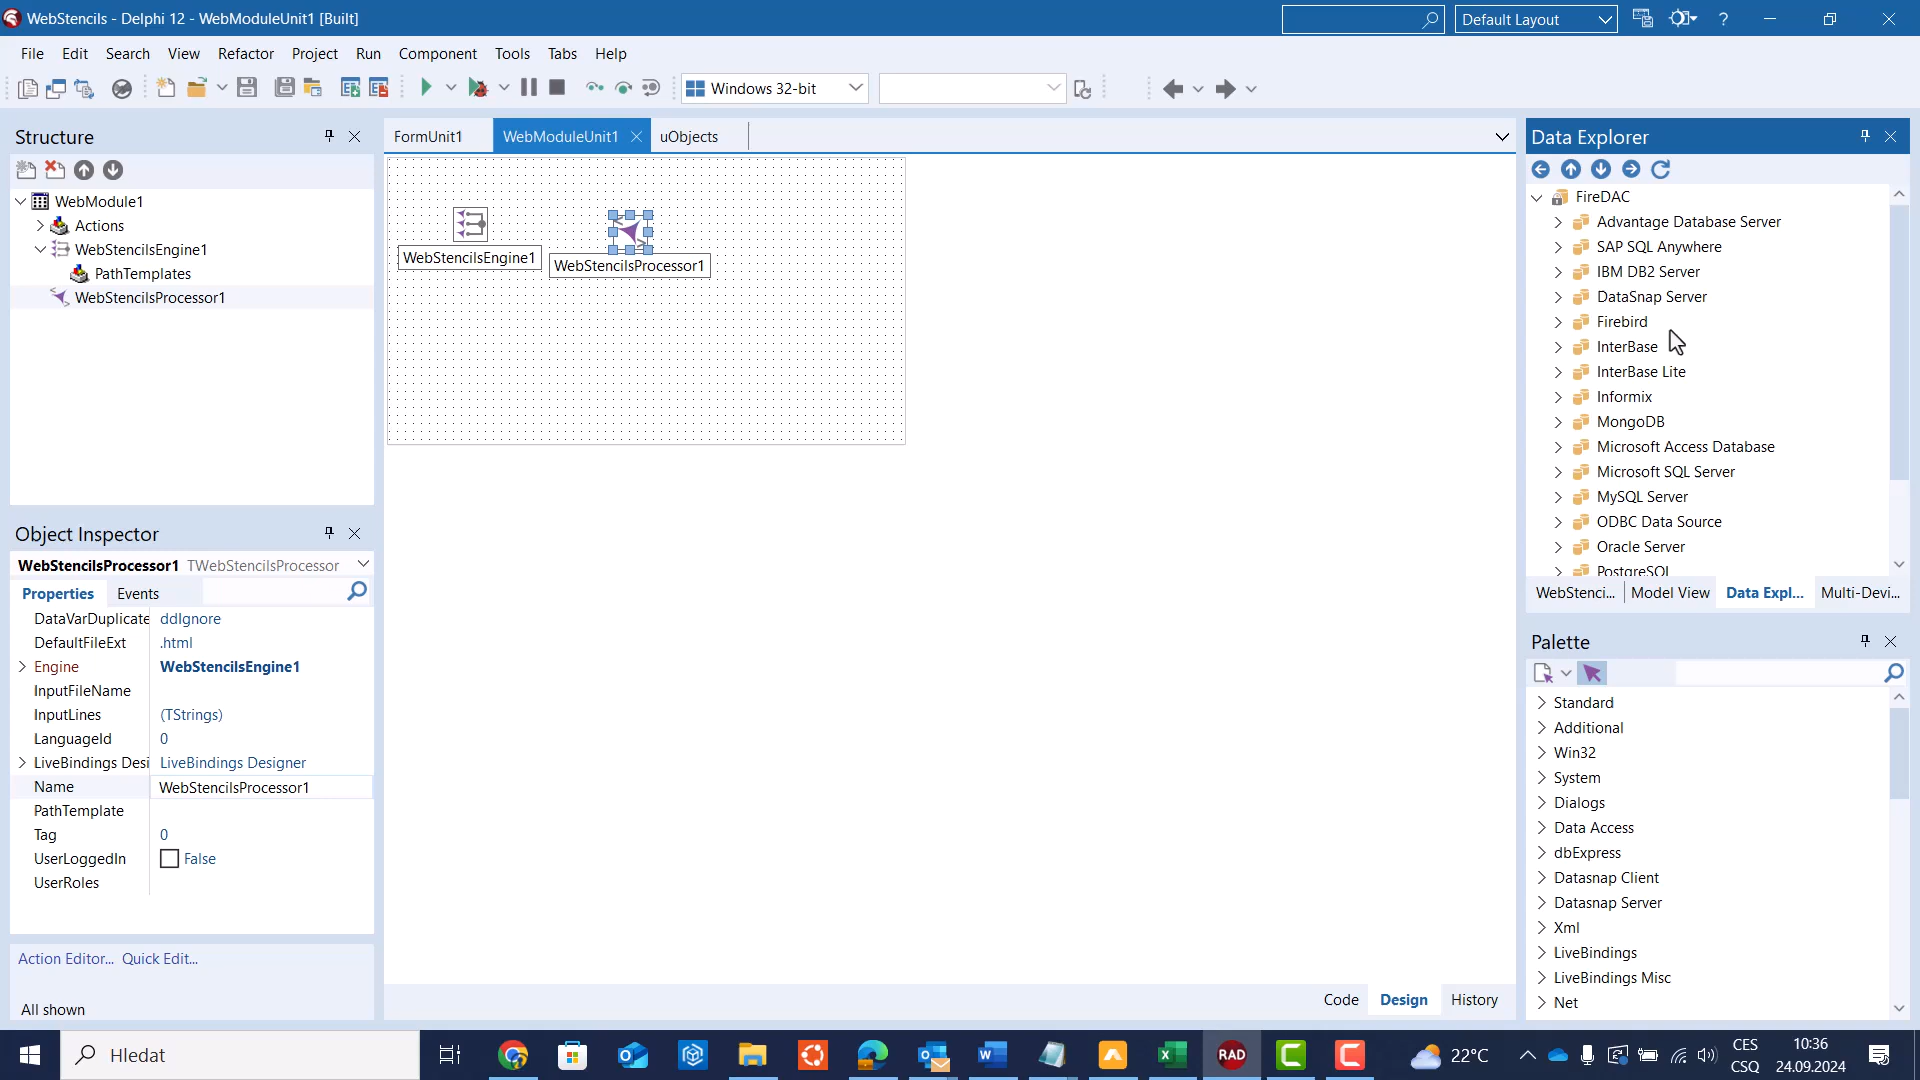 WebStencils - Delphi 12 - WebModuleUnit1 [Built]
Default Layout
?
File Edit Search View Refactor Project Run Component Tools Tabs Help
Windows 32-bit
Structure
WebModule1
Actions
WebStencilsEngine1
PathTemplates
WebStencilsProcessor1
Object Inspector
WebStencilsProcessor1 TWebStencilsProcessor
Properties Events
DataVarDuplicate ddIgnore
DefaultFileExt .html
Engine WebStencilsEngine1
InputFileName
InputLines (TStrings)
LanguageId 0
LiveBindings Desi LiveBindings Designer
Name WebStencilsProcessor1
PathTemplate
Tag 0
UserLoggedIn False
UserRoles
Action Editor... Quick Edit...
All shown
FormUnit1 WebModuleUnit1 uObjects
WebStencilsEngine1
WebStencilsProcessor1
Code Design History
Data Explorer
FireDAC
Advantage Database Server
SAP SQL Anywhere
IBM DB2 Server
DataSnap Server
Firebird
InterBase
InterBase Lite
Informix
MongoDB
Microsoft Access Database
Microsoft SQL Server
MySQL Server
ODBC Data Source
Oracle Server
PostgreSQL
WebStenci... Model View Data Expl... Multi-Devi...
Palette
Standard
Additional
Win32
System
Dialogs
Data Access
dbExpress
Datasnap Client
Datasnap Server
Xml
LiveBindings
LiveBindings Misc
Net
Hledat
RAD
22°C
CES
CSQ
10:36
24.09.2024